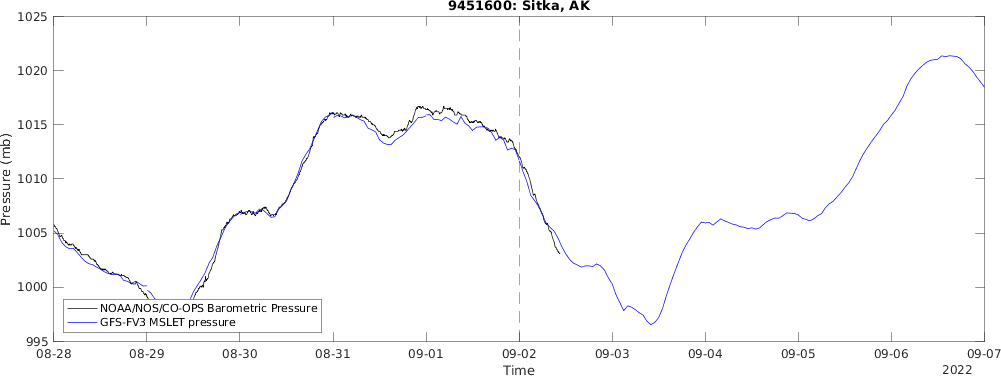 9451600: Sitka, AK
Pressure (mb)
1025
1020
1015
1010
1005
1000
995
NOAA/NOS/CO-OPS Barometric Pressure
GFS-FV3 MSLET pressure
08-28 08-29 08-30 08-31 09-01 09-02 09-03 09-04 09-05 09-06 09-07
Time
2022